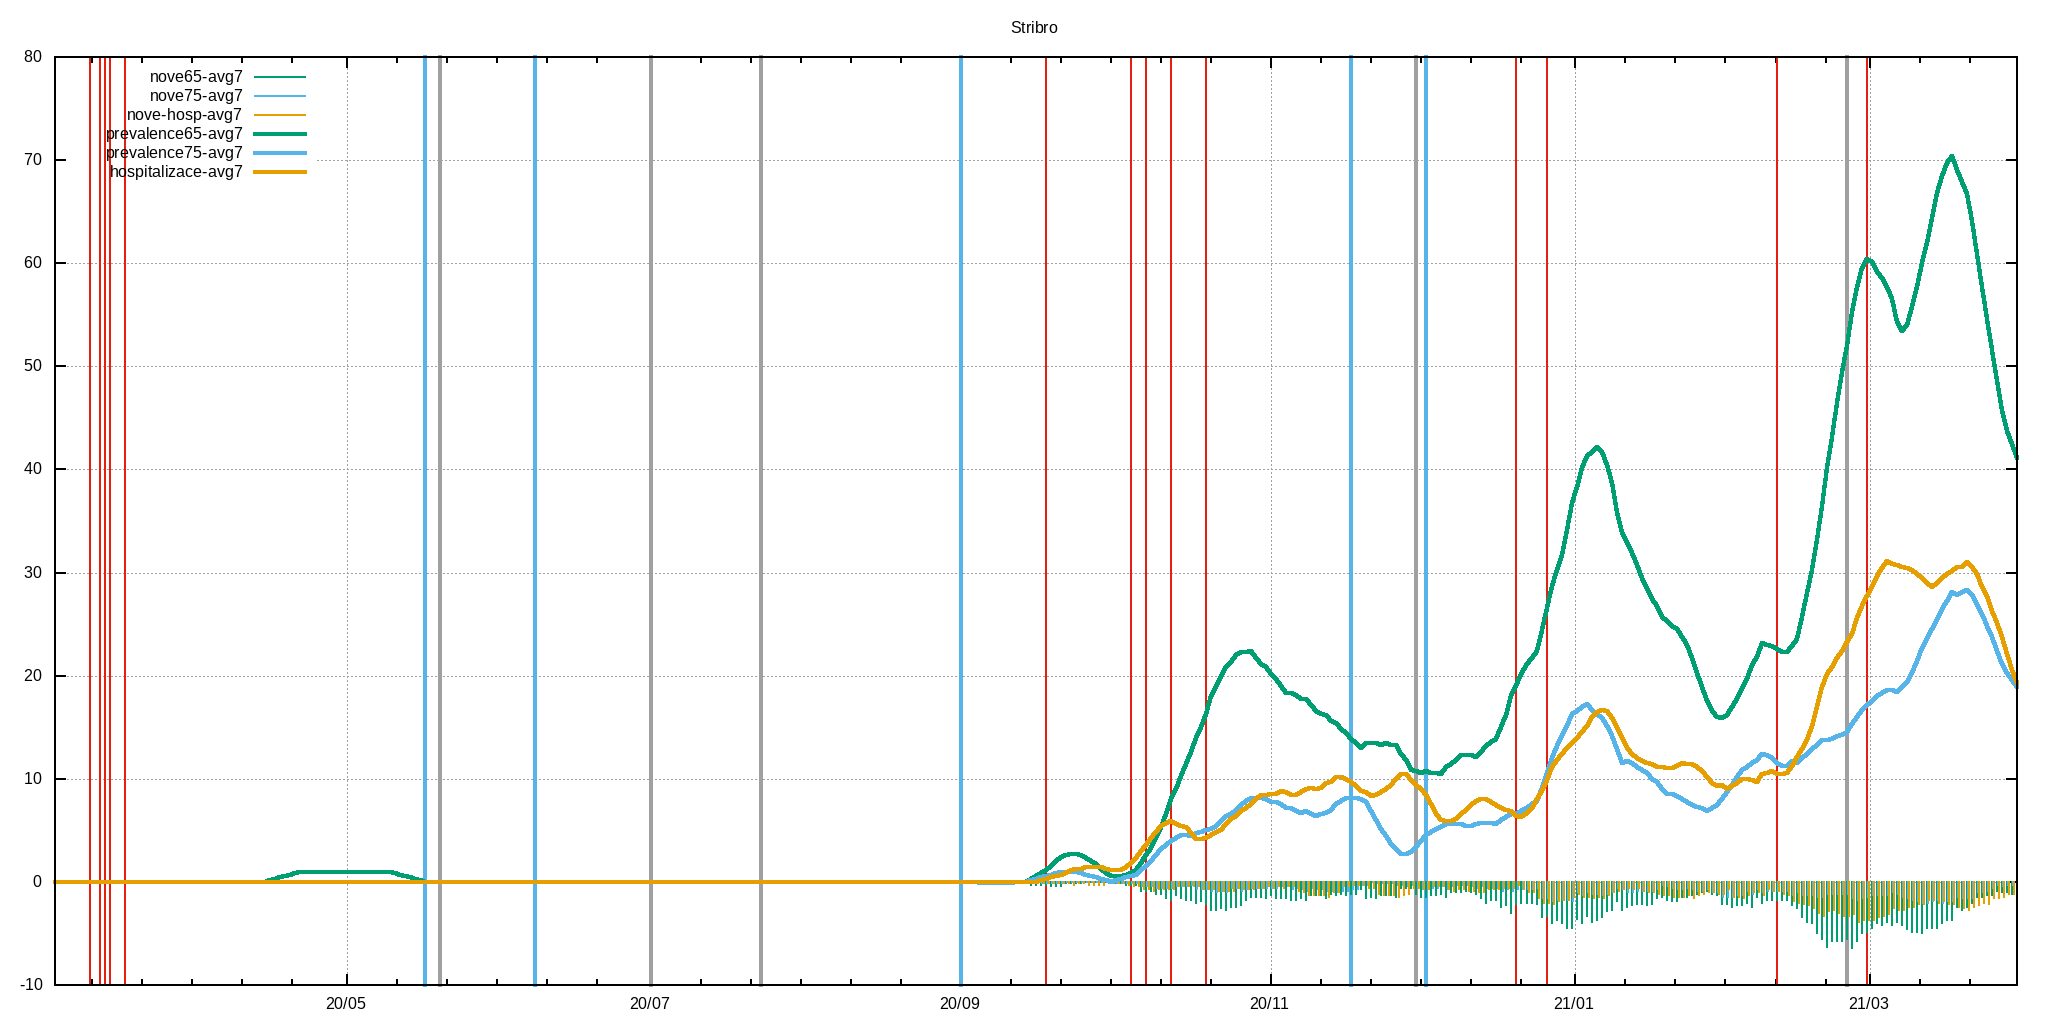 Stribro
80
70
60
50
40
30
20
10
0
-10
nove65-avg7
nove75-avg7
nove-hosp-avg7
prevalence65-avg7
prevalence75-avg7
hospitalizace-avg7
20/05 20/07 20/09 20/11 21/01 21/03